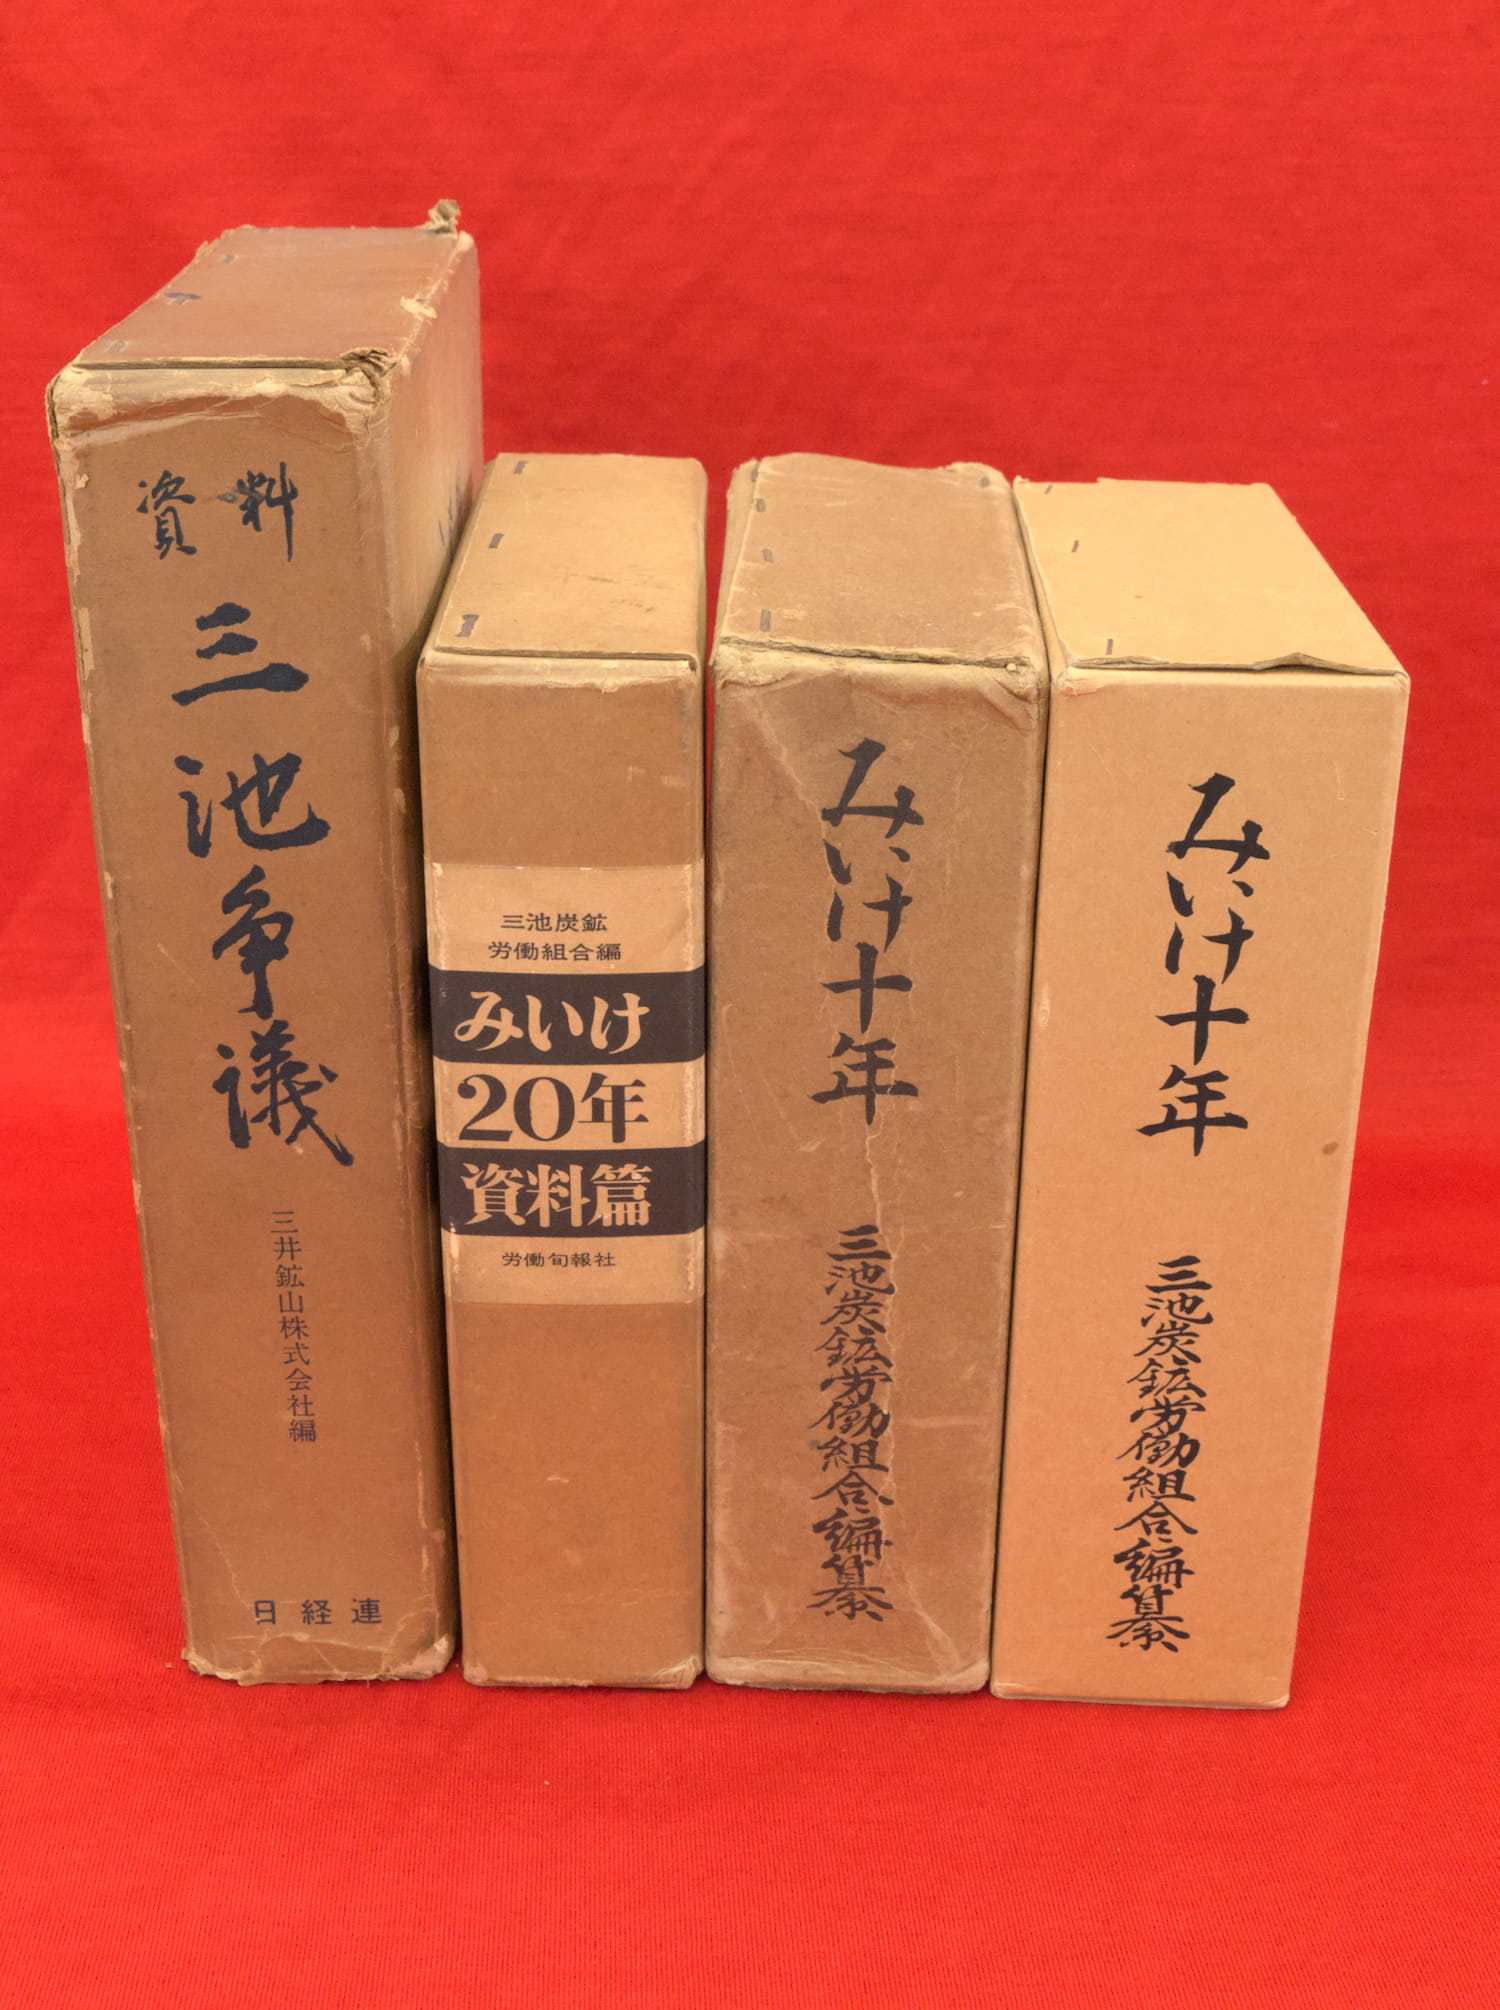 資料
三池争議
三井鉱山株式会社編
日経連
三池炭鉱
労働組合編
みいけ
20年
資料篇
労働旬報社
みいけ十年
三池炭鉱労働組合編纂
みいけ十年
三池炭鉱労働組合編纂